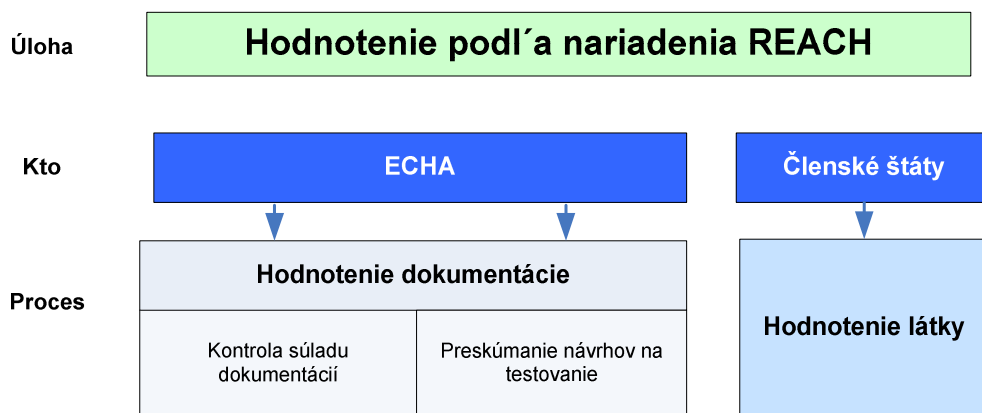 Úloha
Hodnotenie podľ´a nariadenia REACH
Kto
ECHA
Členské štáty
Proces
Hodnotenie dokumentácie
Hodnotenie látky
Kontrola súladu
dokumentácií
Preskúmanie návrhov na
testovanie